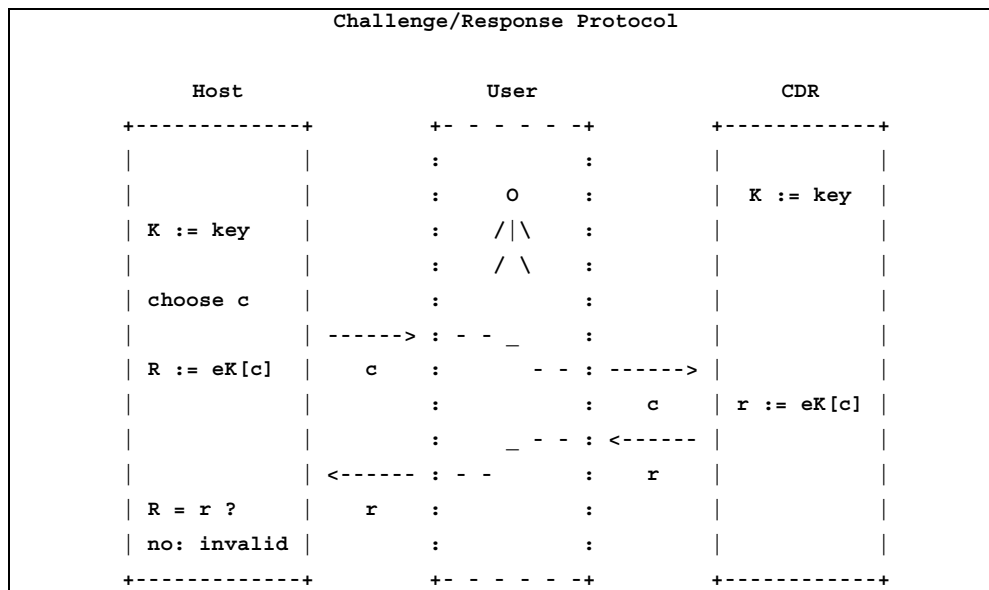 Challenge/Response Protocol
Host User CDR
+-------------+ +- - - - - -+ +------------+
| | : : | |
| | : O : | K := key |
| K := key | : /|\ : | |
| | : / \ : | |
| choose c | : : | |
| | ------> : - - _ : | |
| R := eK[c] | c : - - : ------> | |
| | : : c | r := eK[c] |
| | : _ - - : <------ | |
| | <------ : - - : r | |
| R = r ? | r : : | |
| no: invalid | : : | |
+-------------+ +- - - - - -+ +------------+